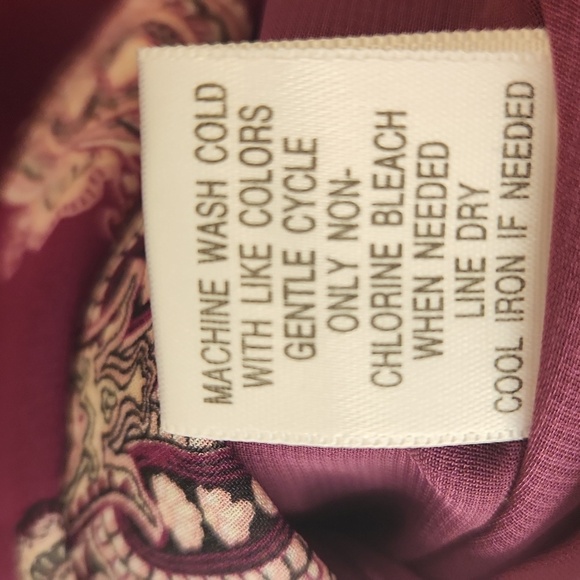 MACHINE WASH COLD
WITH LIKE COLORS
GENTLE CYCLE
ONLY NON-
CHLORINE BLEACH
WHEN NEEDED
LINE DRY
COOL IRON IF NEEDED